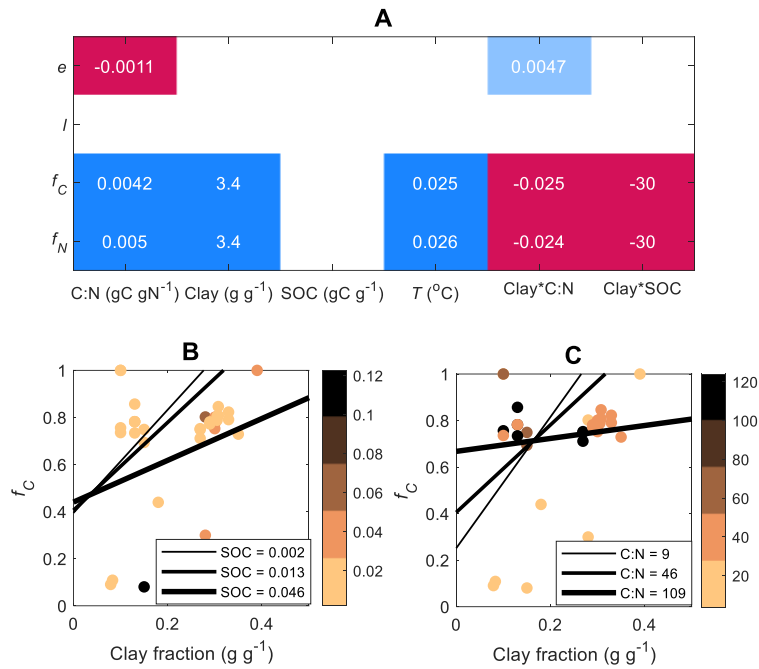 A
e -0.0011 0.0047
I
f_C 0.0042 3.4 0.025 -0.025 -30
f_N 0.005 3.4 0.026 -0.024 -30
C:N (gC gN⁻¹) Clay (g g⁻¹) SOC (gC g⁻¹) T (°C) Clay*C:N Clay*SOC
B
1
0.8
0.6
0.4
0.2
0
f_C
SOC = 0.002
SOC = 0.013
SOC = 0.046
0 0.2 0.4
Clay fraction (g g⁻¹)
0.12
0.1
0.08
0.06
0.04
0.02
C
1
0.8
0.6
0.4
0.2
0
f_C
C:N = 9
C:N = 46
C:N = 109
0 0.2 0.4
Clay fraction (g g⁻¹)
120
100
80
60
40
20